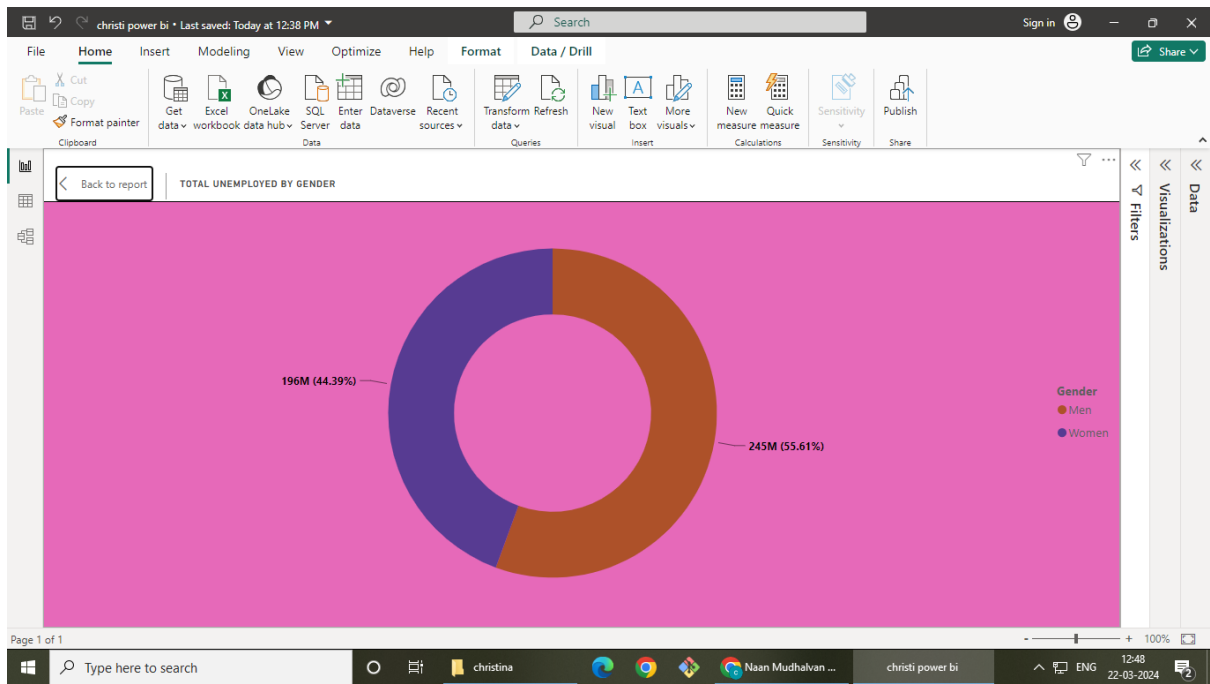 christi power bi • Last saved: Today at 12:38 PM
Search
Sign in
File Home Insert Modeling View Optimize Help Format Data / Drill
Share
Paste
Cut
Copy
Format painter
Clipboard
Get data
Excel workbook
OneLake data hub
SQL Server
Enter data
Dataverse
Recent sources
Data
Transform data
Refresh
Queries
New visual
Text box
More visuals
Insert
New measure
Quick measure
Calculations
Sensitivity
Sensitivity
Publish
Share
Back to report
TOTAL UNEMPLOYED BY GENDER
Filters
Visualizations
Data
196M (44.39%)
245M (55.61%)
Gender
Men
Women
Page 1 of 1
- + 100%
Type here to search
christina
Naan Mudhalvan ...
christi power bi
ENG
12:48
22-03-2024
2